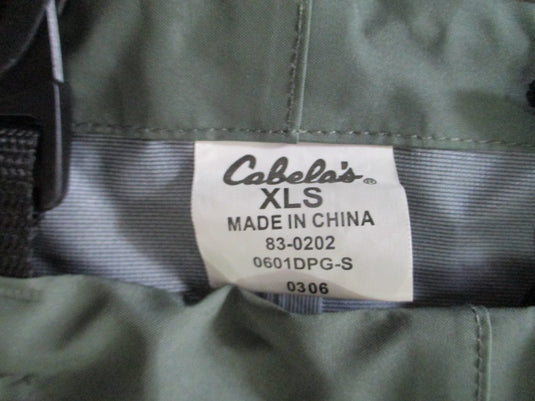 Cabela's®
XLS
MADE IN CHINA
83-0202
0601DPG-S
0306